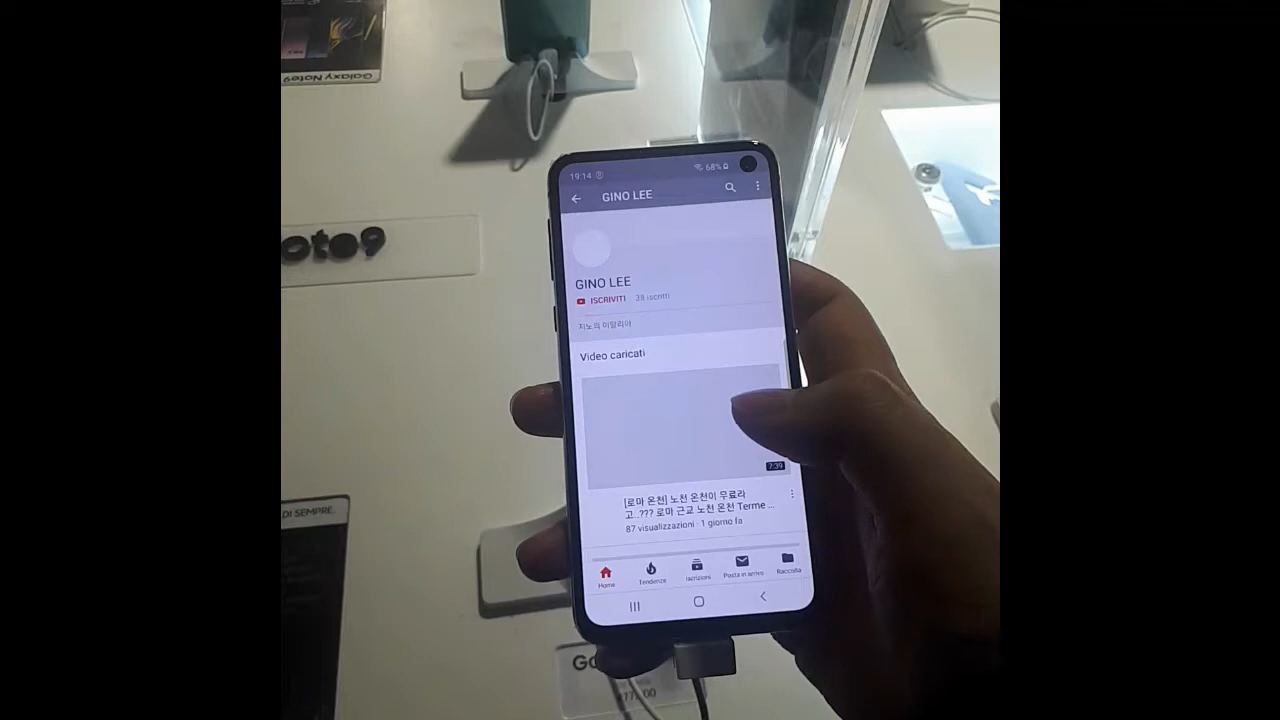 Galaxy Note9
ote9
19:14
68%
GINO LEE
GINO LEE
ISCRIVITI 38 iscritti
지노의 이탈리아
Video caricati
7:39
[로마 온천] 노천 온천이 무료라
고..??? 로마 근교 노천 온천 Terme ...
87 visualizzazioni · 1 giorno fa
Home Tendenze Iscrizioni Posta in arrivo Raccolta
DI SEMPRE.